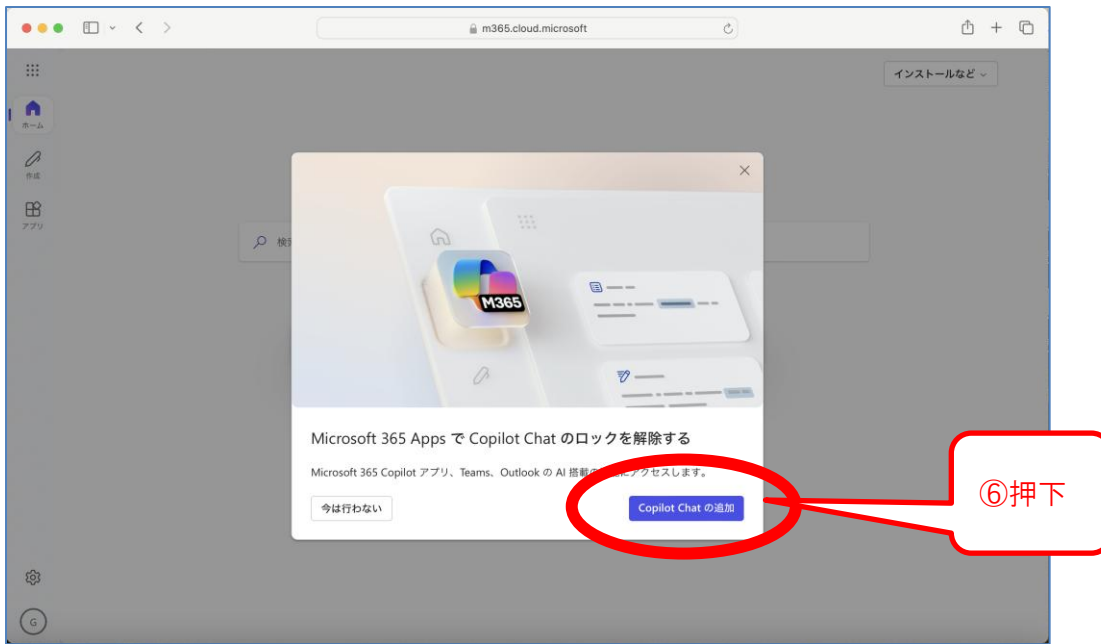 m365.cloud.microsoft
インストールなど
ホーム
作成
アプリ
M365
Microsoft 365 Apps で Copilot Chat のロックを解除する
Microsoft 365 Copilot アプリ、Teams、Outlook の AI 搭載の にアクセスします。
今は行わない
Copilot Chat の追加
⑥押下
G